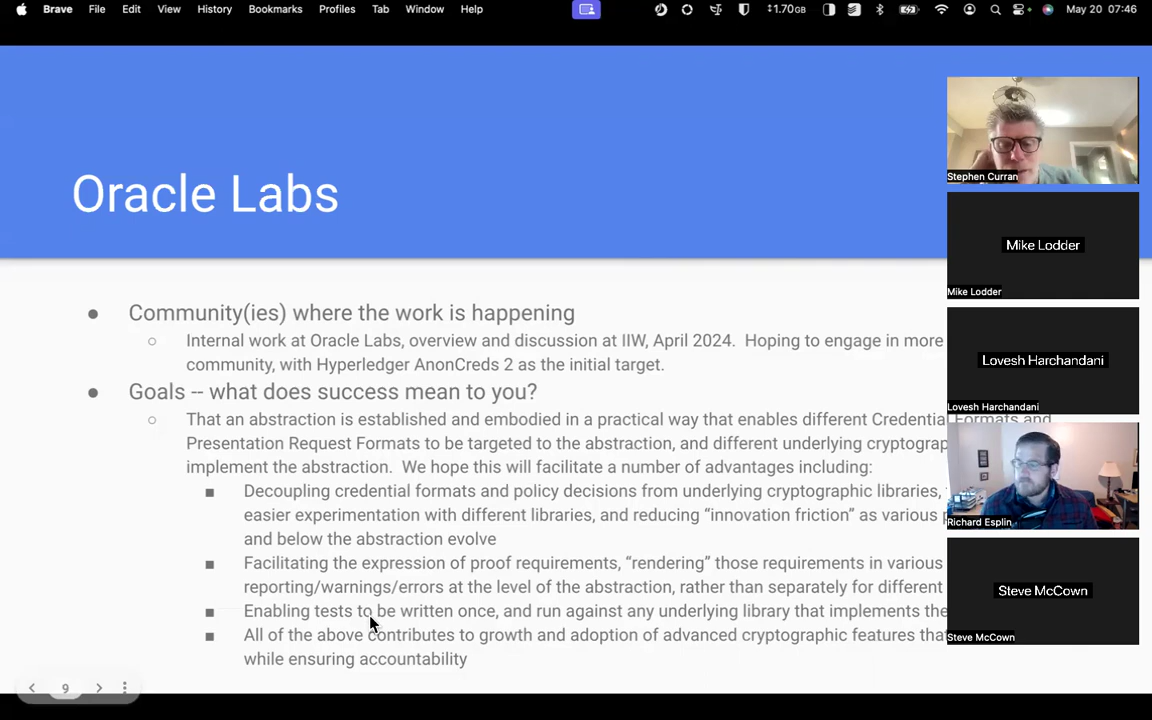 Brave File Edit View History Bookmarks Profiles Tab Window Help 1.70GB May 20 07:46
Oracle Labs
Community(ies) where the work is happening
Internal work at Oracle Labs, overview and discussion at IIW, April 2024. Hoping to engage in more
community, with Hyperledger AnonCreds 2 as the initial target.
Goals -- what does success mean to you?
That an abstraction is established and embodied in a practical way that enables different Credential Formats and
Presentation Request Formats to be targeted to the abstraction, and different underlying cryptograp
implement the abstraction. We hope this will facilitate a number of advantages including:
Decoupling credential formats and policy decisions from underlying cryptographic libraries,
easier experimentation with different libraries, and reducing “innovation friction” as various
and below the abstraction evolve
Facilitating the expression of proof requirements, “rendering” those requirements in various
reporting/warnings/errors at the level of the abstraction, rather than separately for different
Enabling tests to be written once, and run against any underlying library that implements the
All of the above contributes to growth and adoption of advanced cryptographic features tha
while ensuring accountability
9
Stephen Curran
Mike Lodder
Mike Lodder
Lovesh Harchandani
Lovesh Harchandani
Richard Esplin
Steve McCown
Steve McCown